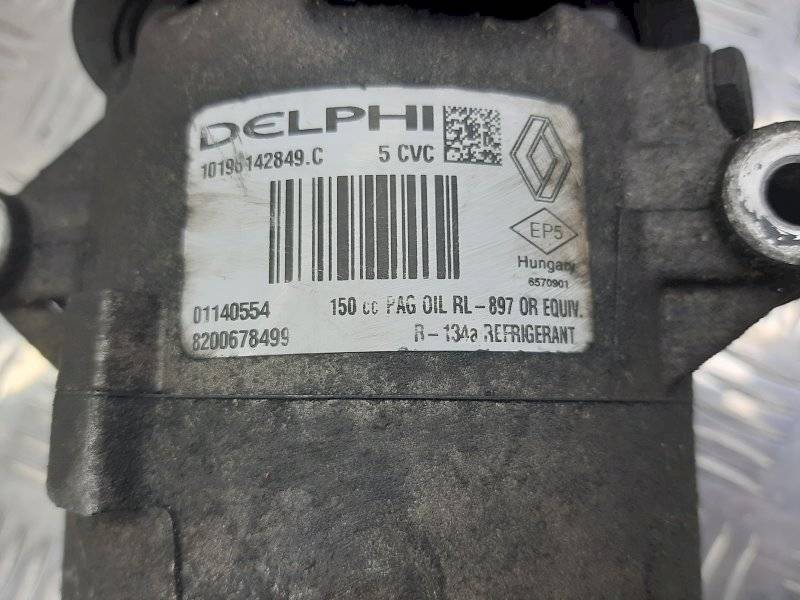 DELPHI
10196142849.C 5 CVC
EP5
Hungary
6570901
01140554 150 cc PAG OIL RL-897 OR EQUIV.
8200678499 R-134a REFRIGERANT